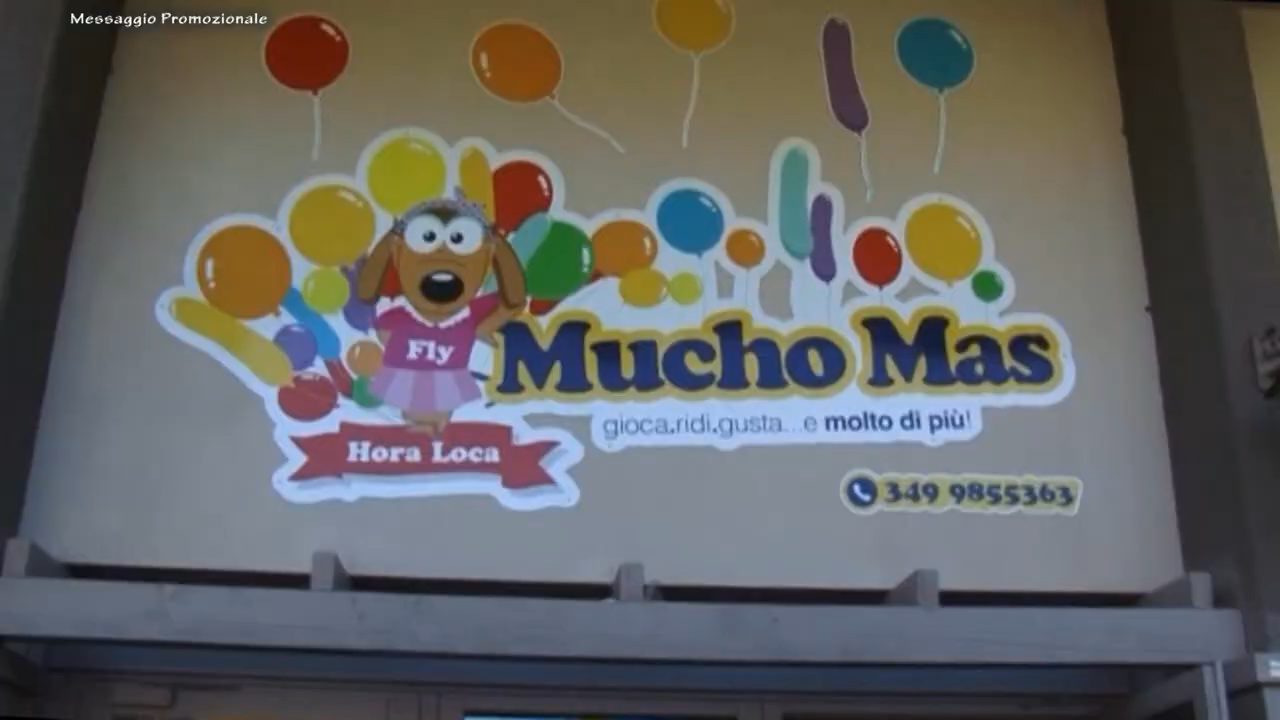 Messaggio Promozionale
Fly
Mucho Mas
gioca.ridi.gusta...e molto di più!
Hora Loca
349 9855363